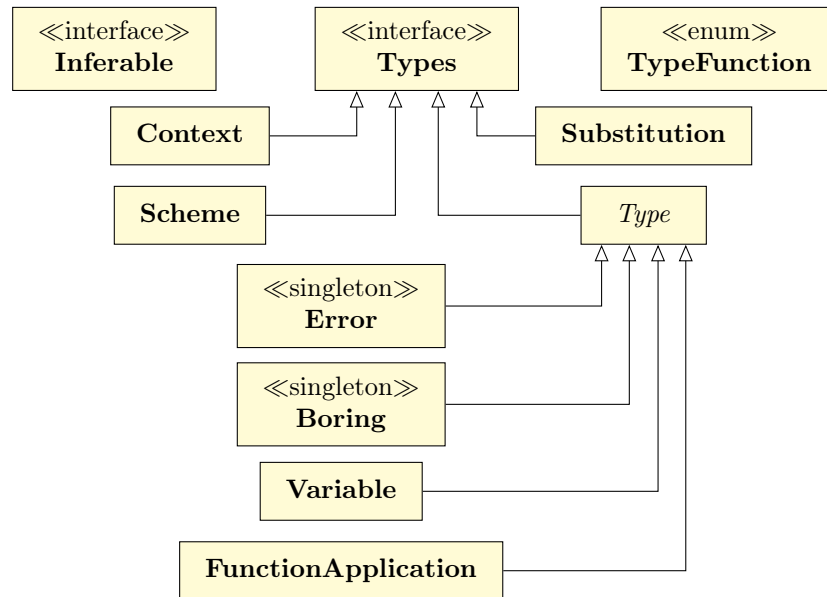 ≪interface≫
Inferable
≪interface≫
Types
≪enum≫
TypeFunction
Context
Substitution
Scheme
Type
≪singleton≫
Error
≪singleton≫
Boring
Variable
FunctionApplication